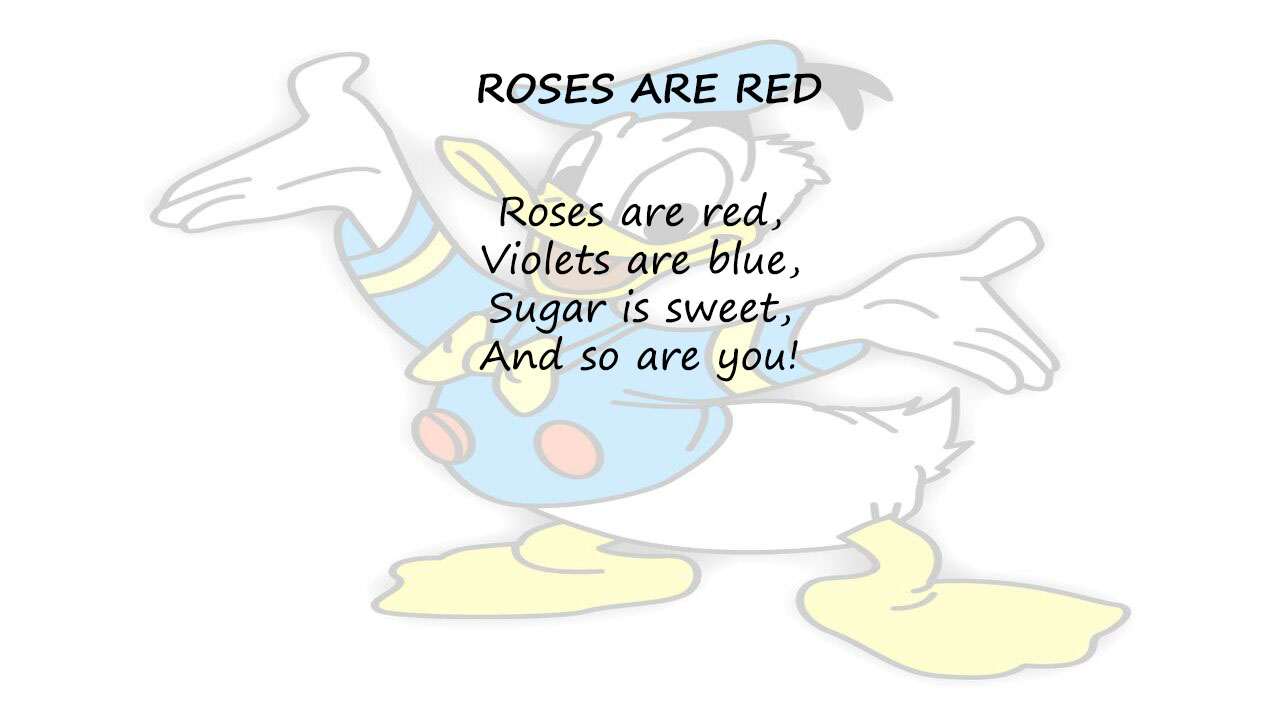 ROSES ARE RED
Roses are red,
Violets are blue,
Sugar is sweet,
And so are you!